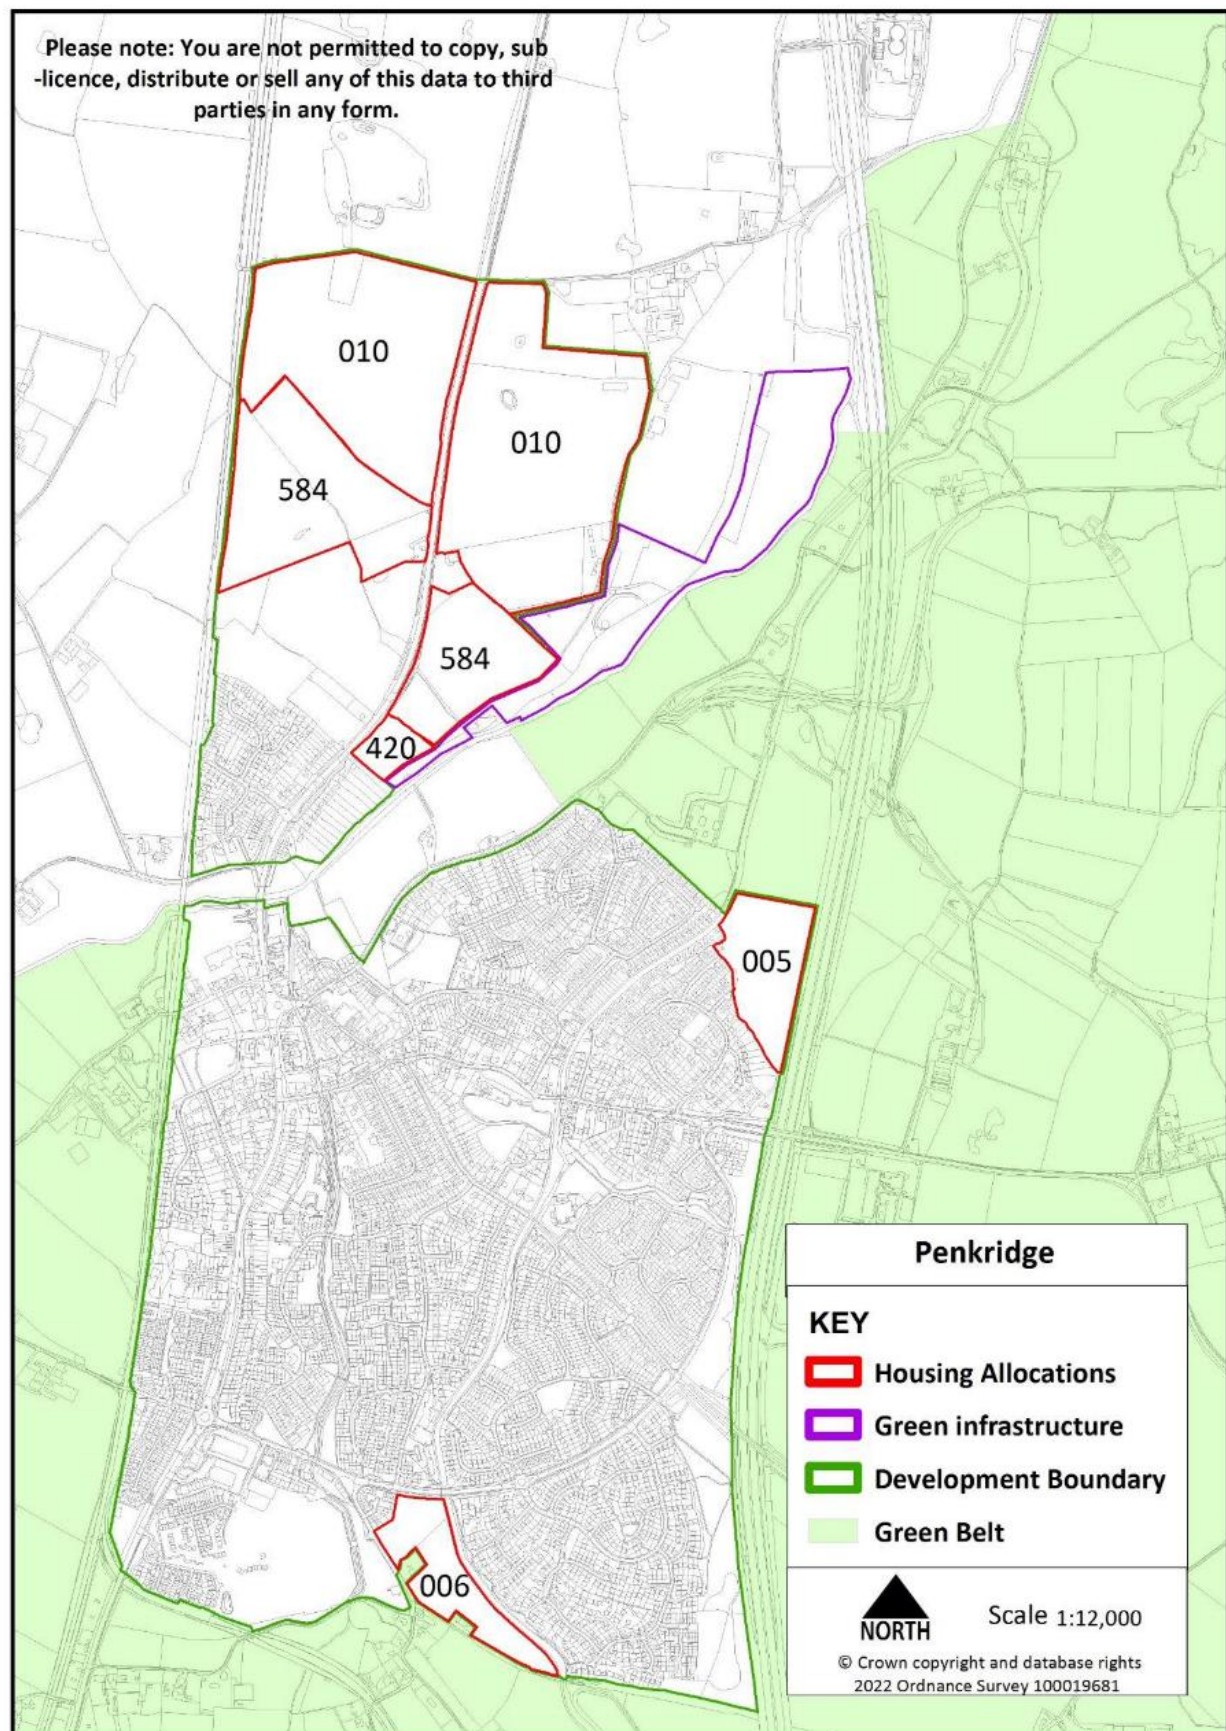 Please note: You are not permitted to copy, sub
-licence, distribute or sell any of this data to third
parties in any form.
010
010
584
584
420
005
006
Penkridge
KEY
Housing Allocations
Green infrastructure
Development Boundary
Green Belt
NORTH
Scale 1:12,000
© Crown copyright and database rights
2022 Ordnance Survey 100019681